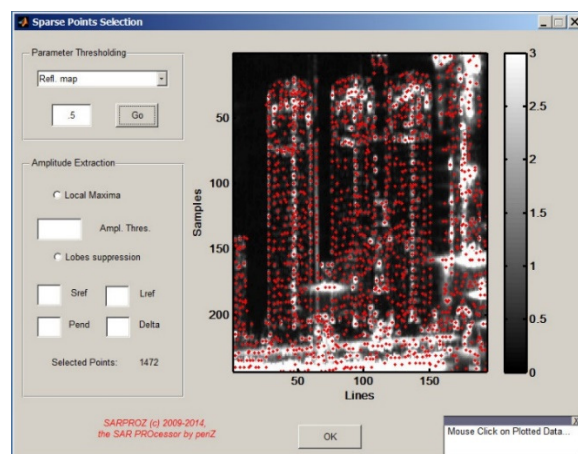 Sparse Points Selection
Parameter Thresholding
Refl. map
.5
Go
Amplitude Extraction
Local Maxima
Ampl. Thres.
Lobes suppression
Sref
Lref
Pend
Delta
Selected Points: 1472
Samples
50
100
150
200
50
100
150
Lines
3
2.5
2
1.5
1
0.5
0
SARPROZ (c) 2009-2014,
the SAR PROcessor by periZ
OK
Mouse Click on Plotted Data...